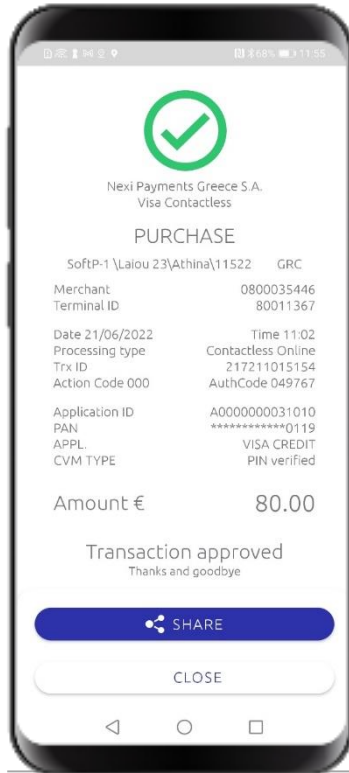 68% 11:55
Nexi Payments Greece S.A.
Visa Contactless
PURCHASE
SoftP-1 \Laiou 23\Athina\11522 GRC
Merchant 0800035446
Terminal ID 80011367
Date 21/06/2022 Time 11:02
Processing type Contactless Online
Trx ID 217211015154
Action Code 000 AuthCode 049767
Application ID A0000000031010
PAN ************0119
APPL. VISA CREDIT
CVM TYPE PIN verified
Amount € 80.00
Transaction approved
Thanks and goodbye
SHARE
CLOSE